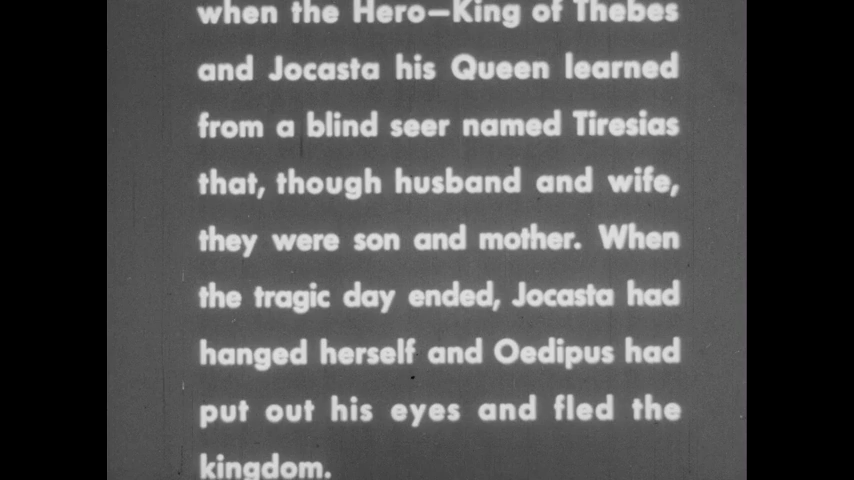 when the Hero—King of Thebes
and Jocasta his Queen learned
from a blind seer named Tiresias
that, though husband and wife,
they were son and mother. When
the tragic day ended, Jocasta had
hanged herself and Oedipus had
put out his eyes and fled the
kingdom.